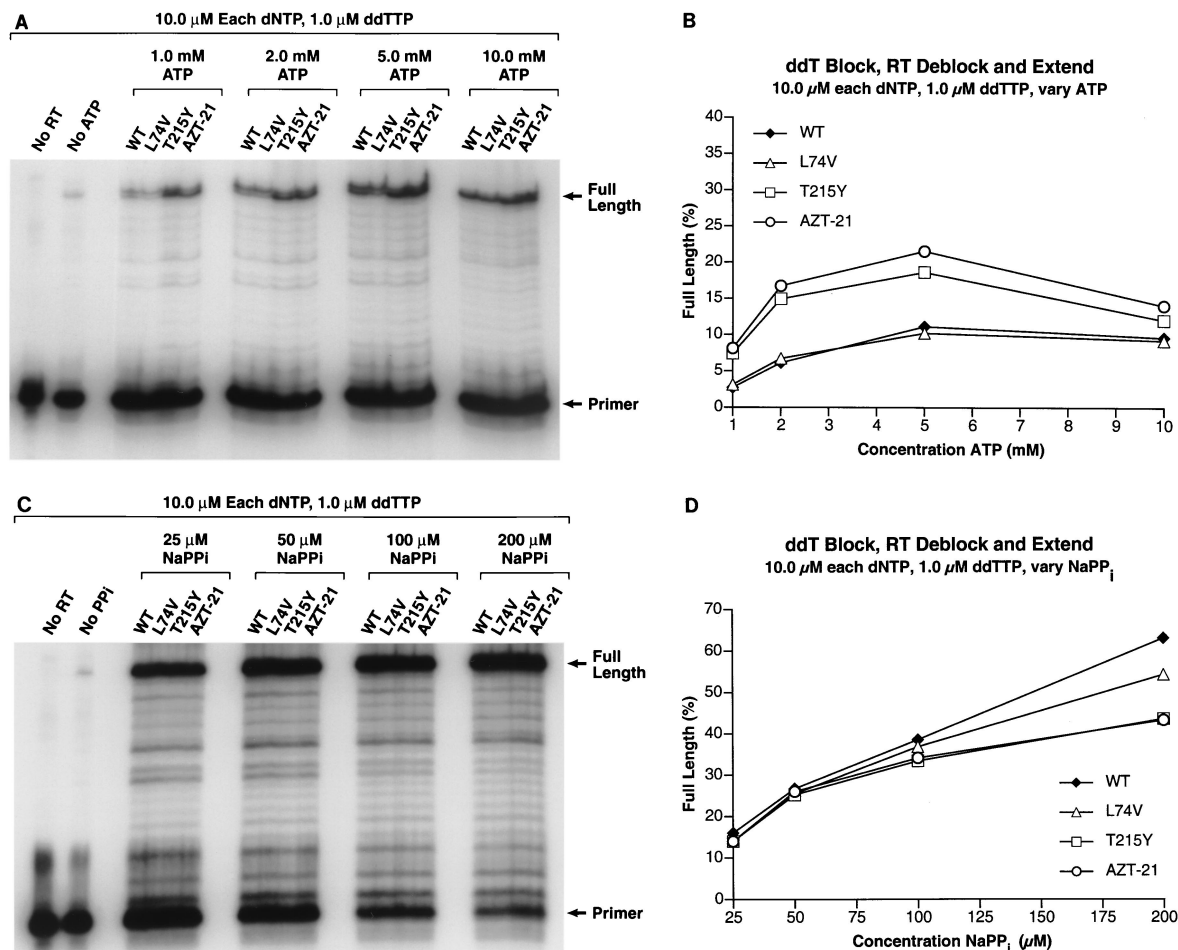 A
10.0 μM Each dNTP, 1.0 μM ddTTP
1.0 mM ATP
2.0 mM ATP
5.0 mM ATP
10.0 mM ATP
No RT
No ATP
WT
L74V
T215Y
AZT-21
WT
L74V
T215Y
AZT-21
WT
L74V
T215Y
AZT-21
WT
L74V
T215Y
AZT-21
Full Length
Primer
B
ddT Block, RT Deblock and Extend
10.0 μM each dNTP, 1.0 μM ddTTP, vary ATP
Full Length (%)
40
35
30
25
20
15
10
5
0
WT
L74V
T215Y
AZT-21
1 2 3 4 5 6 7 8 9 10
Concentration ATP (mM)
C
10.0 μM Each dNTP, 1.0 μM ddTTP
25 μM NaPPi
50 μM NaPPi
100 μM NaPPi
200 μM NaPPi
No RT
No PPi
WT
L74V
T215Y
AZT-21
WT
L74V
T215Y
AZT-21
WT
L74V
T215Y
AZT-21
WT
L74V
T215Y
AZT-21
Full Length
Primer
D
ddT Block, RT Deblock and Extend
10.0 μM each dNTP, 1.0 μM ddTTP, vary NaPPi
Full Length (%)
70
60
50
40
30
20
10
0
WT
L74V
T215Y
AZT-21
25 50 75 100 125 150 175 200
Concentration NaPPi (μM)